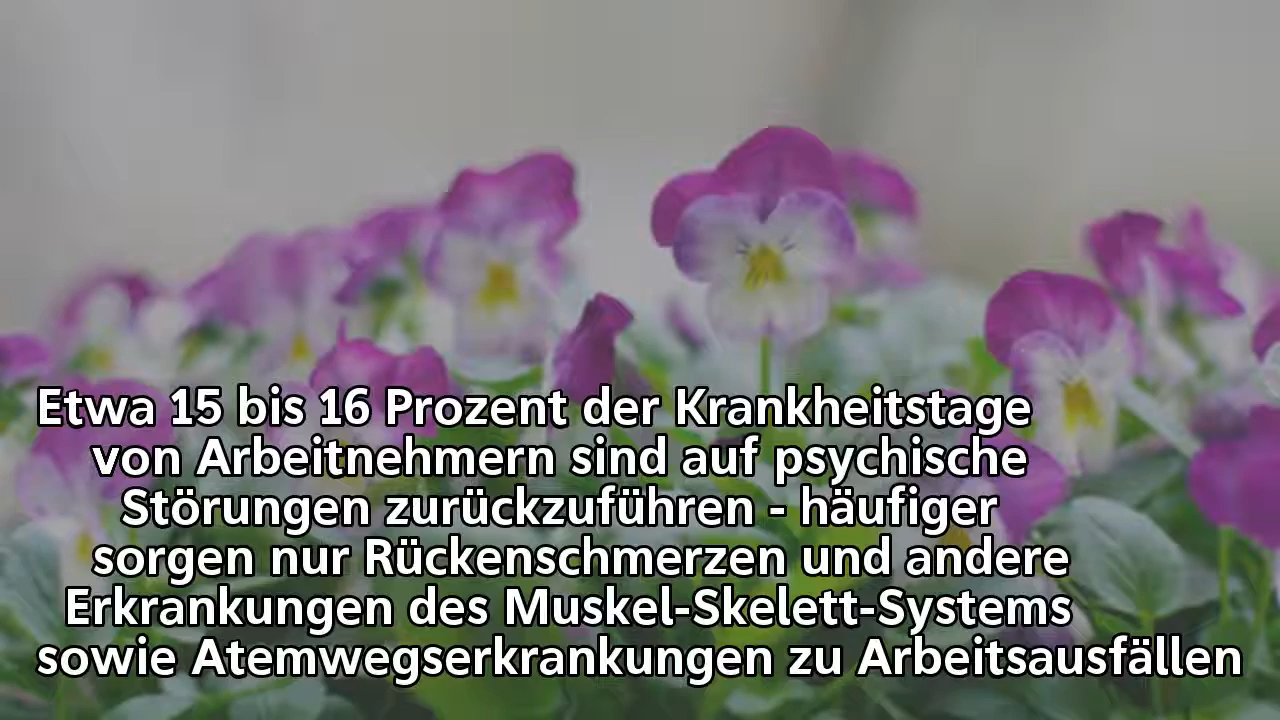 Etwa 15 bis 16 Prozent der Krankheitstage
von Arbeitnehmern sind auf psychische
Störungen zurückzuführen - häufiger
sorgen nur Rückenschmerzen und andere
Erkrankungen des Muskel-Skelett-Systems
sowie Atemwegserkrankungen zu Arbeitsausfällen